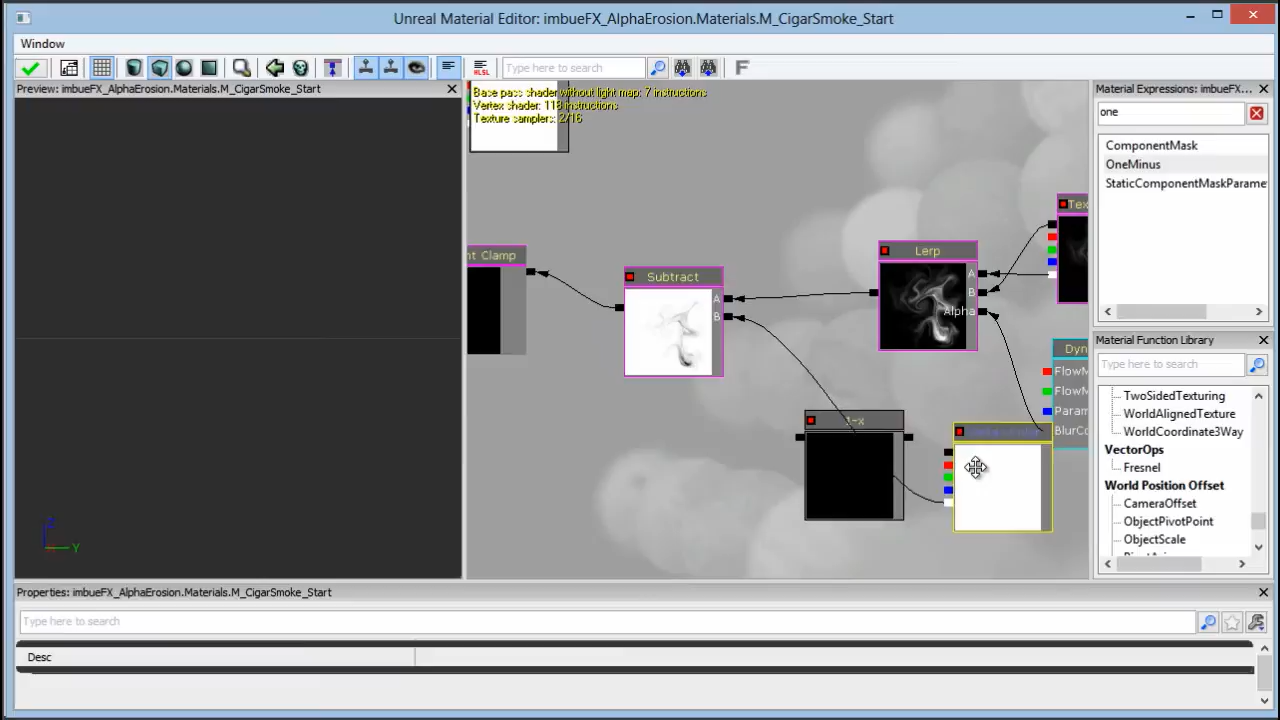 Unreal Material Editor: imbueFX_AlphaErosion.Materials.M_CigarSmoke_Start
Window
Type here to search
HLSL
F
Preview: imbueFX_AlphaErosion.Materials.M_CigarSmoke_Start
Z
Y
Base pass shader without light map: 7 instructions
Vertex shader: 118 instructions
Texture samplers: 2/16
nt Clamp
Subtract
A
B
Lerp
A
B
Alpha
Tex
1-x
Dyn
FlowM
FlowM
Param
BlurCo
Material Expressions: imbueFX...
one
ComponentMask
OneMinus
StaticComponentMaskParame
Material Function Library
Type here to search
TwoSidedTexturing
WorldAlignedTexture
WorldCoordinate3Way
VectorOps
Fresnel
World Position Offset
CameraOffset
ObjectPivotPoint
ObjectScale
Properties: imbueFX_AlphaErosion.Materials.M_CigarSmoke_Start
Type here to search
Desc